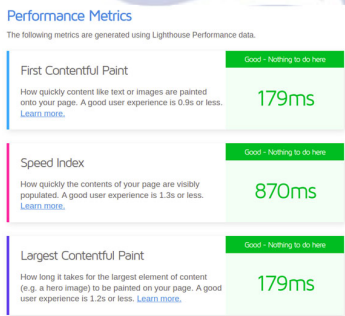 Performance Metrics
The following metrics are generated using Lighthouse Performance data.
Good - Nothing to do here
First Contentful Paint
How quickly content like text or images are painted
onto your page. A good user experience is 0.9s or less.
Learn more.
179ms
Good - Nothing to do here
Speed Index
How quickly the contents of your page are visibly
populated. A good user experience is 1.3s or less.
Learn more.
870ms
Good - Nothing to do here
Largest Contentful Paint
How long it takes for the largest element of content
(e.g. a hero image) to be painted on your page. A good
user experience is 1.2s or less. Learn more.
179ms